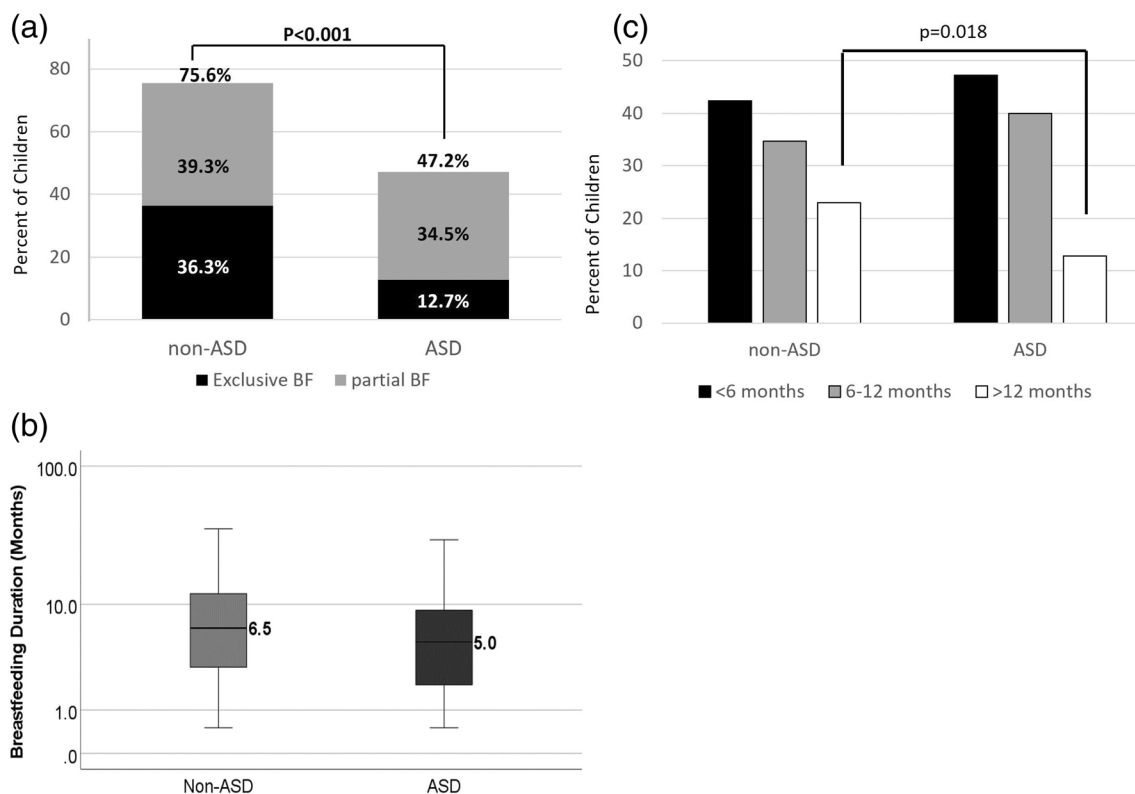 (a)
P<0.001
Percent of Children
80
60
40
20
0
75.6%
39.3%
36.3%
47.2%
34.5%
12.7%
non-ASD
ASD
Exclusive BF
partial BF
(c)
p=0.018
Percent of Children
50
40
30
20
10
0
non-ASD
ASD
<6 months
6-12 months
>12 months
(b)
Breastfeeding Duration (Months)
100.0
10.0
1.0
.0
6.5
5.0
Non-ASD
ASD